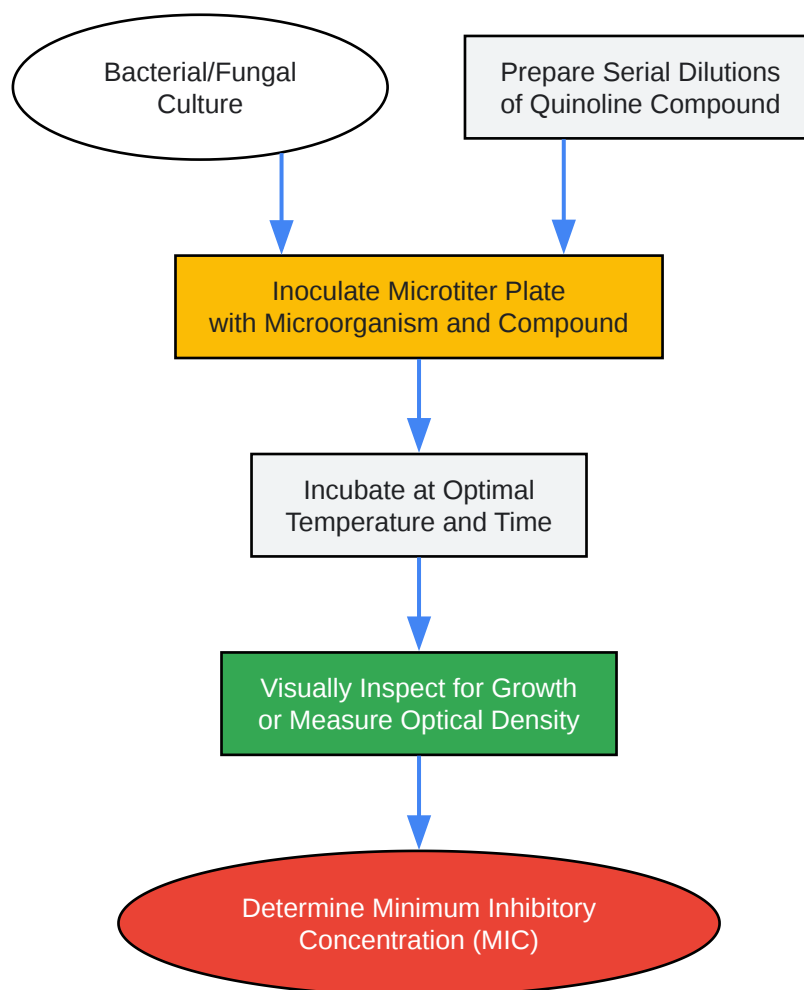 Bacterial/Fungal
Culture
Prepare Serial Dilutions
of Quinoline Compound
Inoculate Microtiter Plate
with Microorganism and Compound
Incubate at Optimal
Temperature and Time
Visually Inspect for Growth
or Measure Optical Density
Determine Minimum Inhibitory
Concentration (MIC)